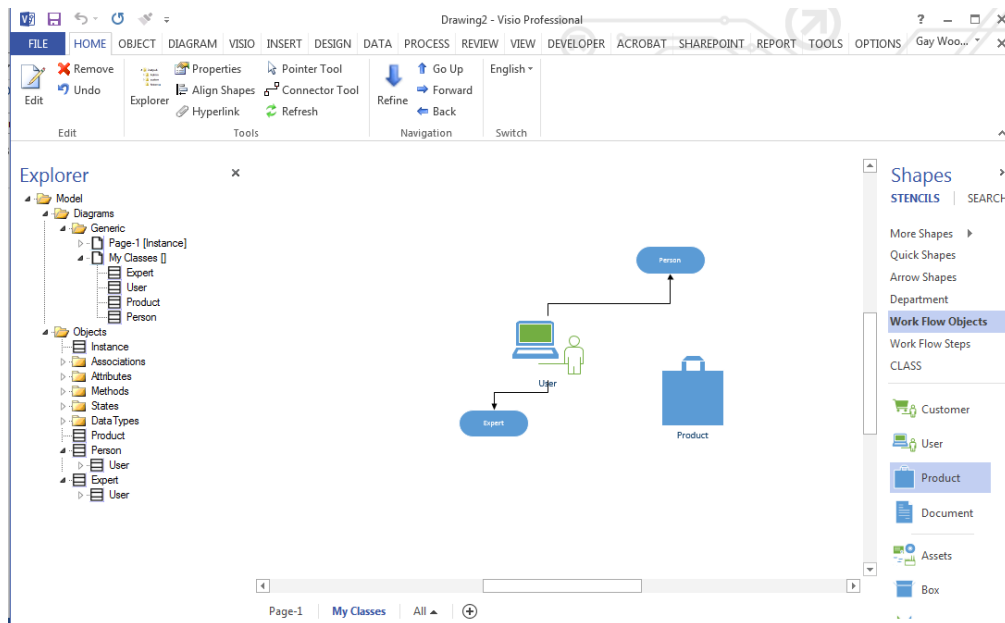 Drawing2 - Visio Professional
FILE HOME OBJECT DIAGRAM VISIO INSERT DESIGN DATA PROCESS REVIEW VIEW DEVELOPER ACROBAT SHAREPOINT REPORT TOOLS OPTIONS Gay Woo...
Edit
Remove
Undo
Edit
Explorer
Properties
Align Shapes
Hyperlink
Pointer Tool
Connector Tool
Refresh
Tools
Refine
Go Up
Forward
Back
Navigation
English
Switch
Explorer
Model
Diagrams
Generic
Page-1 [Instance]
My Classes []
Expert
User
Product
Person
Objects
Instance
Associations
Attributes
Methods
States
DataTypes
Product
Person
User
Expert
User
Person
User
Expert
Product
Page-1 My Classes All
Shapes
STENCILS SEARCH
More Shapes
Quick Shapes
Arrow Shapes
Department
Work Flow Objects
Work Flow Steps
CLASS
Customer
User
Product
Document
Assets
Box